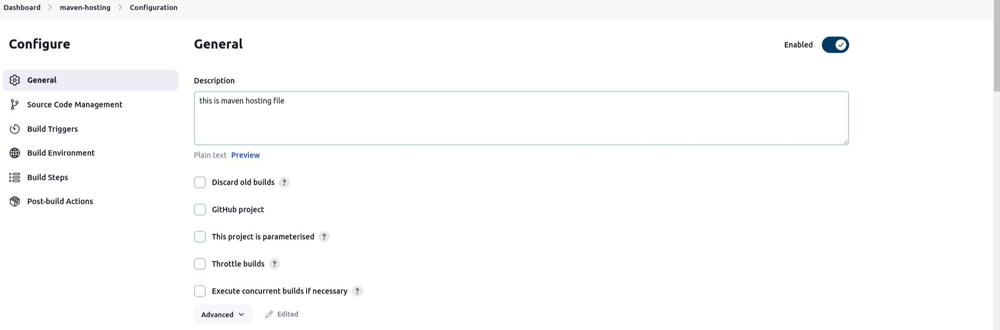 Dashboard > maven-hosting > Configuration
Configure
General
Source Code Management
Build Triggers
Build Environment
Build Steps
Post-build Actions
General
Enabled
Description
this is maven hosting file
Plain text Preview
Discard old builds ?
GitHub project
This project is parameterised ?
Throttle builds ?
Execute concurrent builds if necessary ?
Advanced
Edited